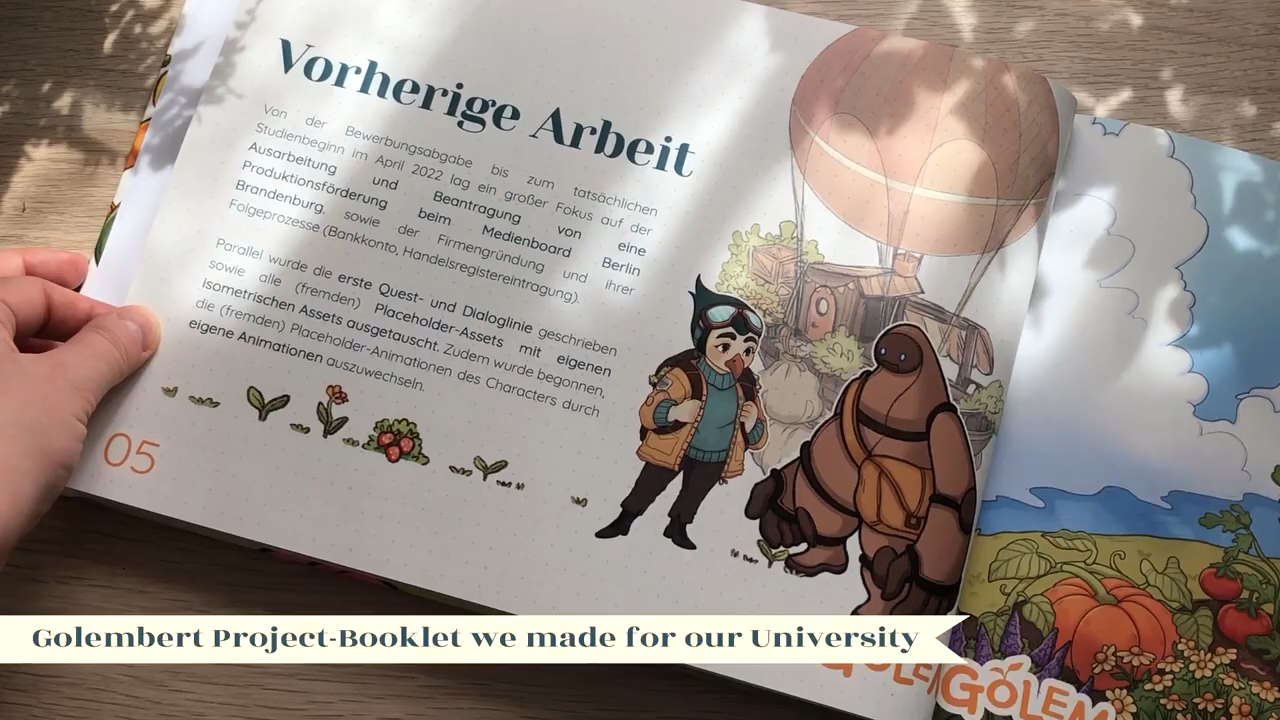 Vorherige Arbeit
Von der Bewerbungsabgabe bis zum tatsächlichen
Studienbeginn im April 2022 lag ein großer Fokus auf der
Ausarbeitung und Beantragung von eine
Produktionsförderung beim Medienboard Berlin
Brandenburg, sowie der Firmengründung und ihrer
Folgeprozesse (Bankkonto, Handelsregistereintragung).
Parallel wurde die erste Quest- und Dialoglinie geschrieben
sowie alle (fremden) Placeholder-Assets mit eigenen
isometrischen Assets ausgetauscht. Zudem wurde begonnen,
die (fremden) Placeholder-Animationen des Characters durch
eigene Animationen auszuwechseln.
05
Golembert Project-Booklet we made for our University
GOLEM